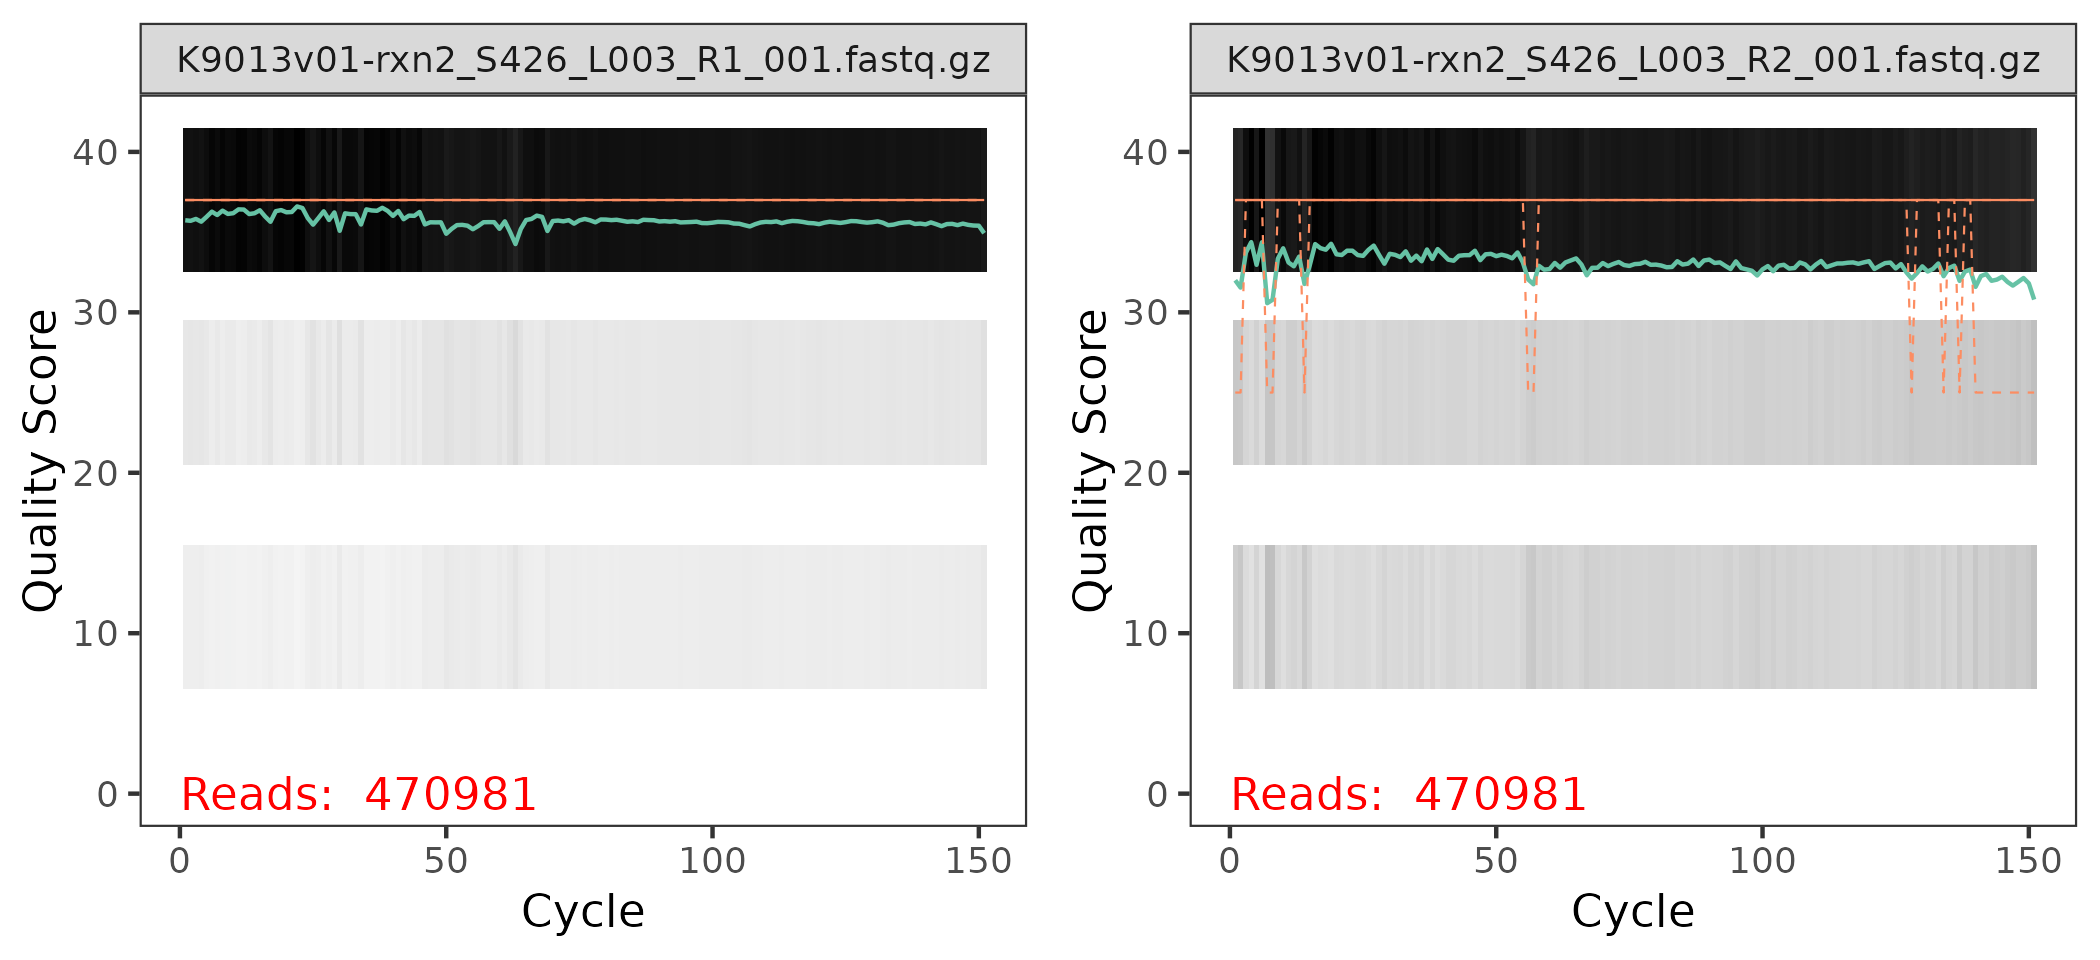 K9013v01-rxn2_S426_L003_R1_001.fastq.gz
Quality Score
40
30
20
10
0
Reads: 470981
0 50 100 150
Cycle
K9013v01-rxn2_S426_L003_R2_001.fastq.gz
Quality Score
40
30
20
10
0
Reads: 470981
0 50 100 150
Cycle